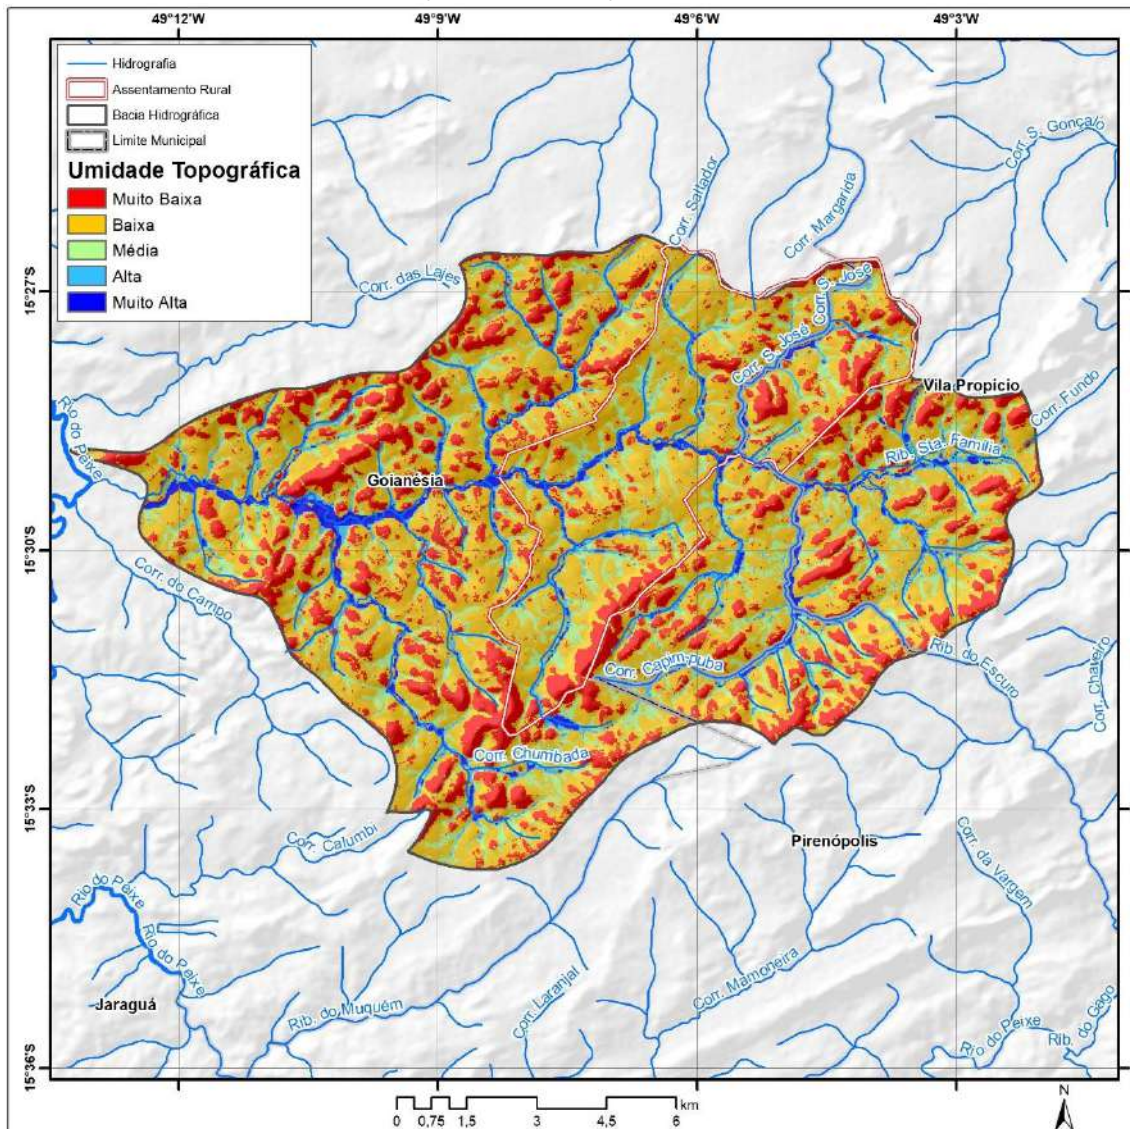 49°12'W
49°9'W
49°6'W
49°3'W
Hidrografia
Assentamento Rural
Bacia Hidrográfica
Limite Municipal
Umidade Topográfica
Muito Baixa
Baixa
Média
Alta
Muito Alta
Corr. S. Gonçalo
Corr. Saltador
Corr. Margarida
Corr. das Lajes
Corr. S. José
Corr. S. José
15°27'S
Vila Propício
Corr. Fundo
Rio do Peixe
Rib. Sta. Família
Goianésia
15°30'S
Corr. do Campo
Rib. do Escuro
Corr. Chaveiro
Corr. Capim-puba
Corr. Chumbada
15°33'S
Corr. Calumbi
Pirenópolis
Corr. da Vargem
Rio do Peixe
Rio do Peixe
Jaraguá
Rib. do Muquém
Corr. Laranjal
Corr. Mamoneira
Rio do Peixe
Rib. do Gago
15°36'S
N
km
0 0,75 1,5 3 4,5 6